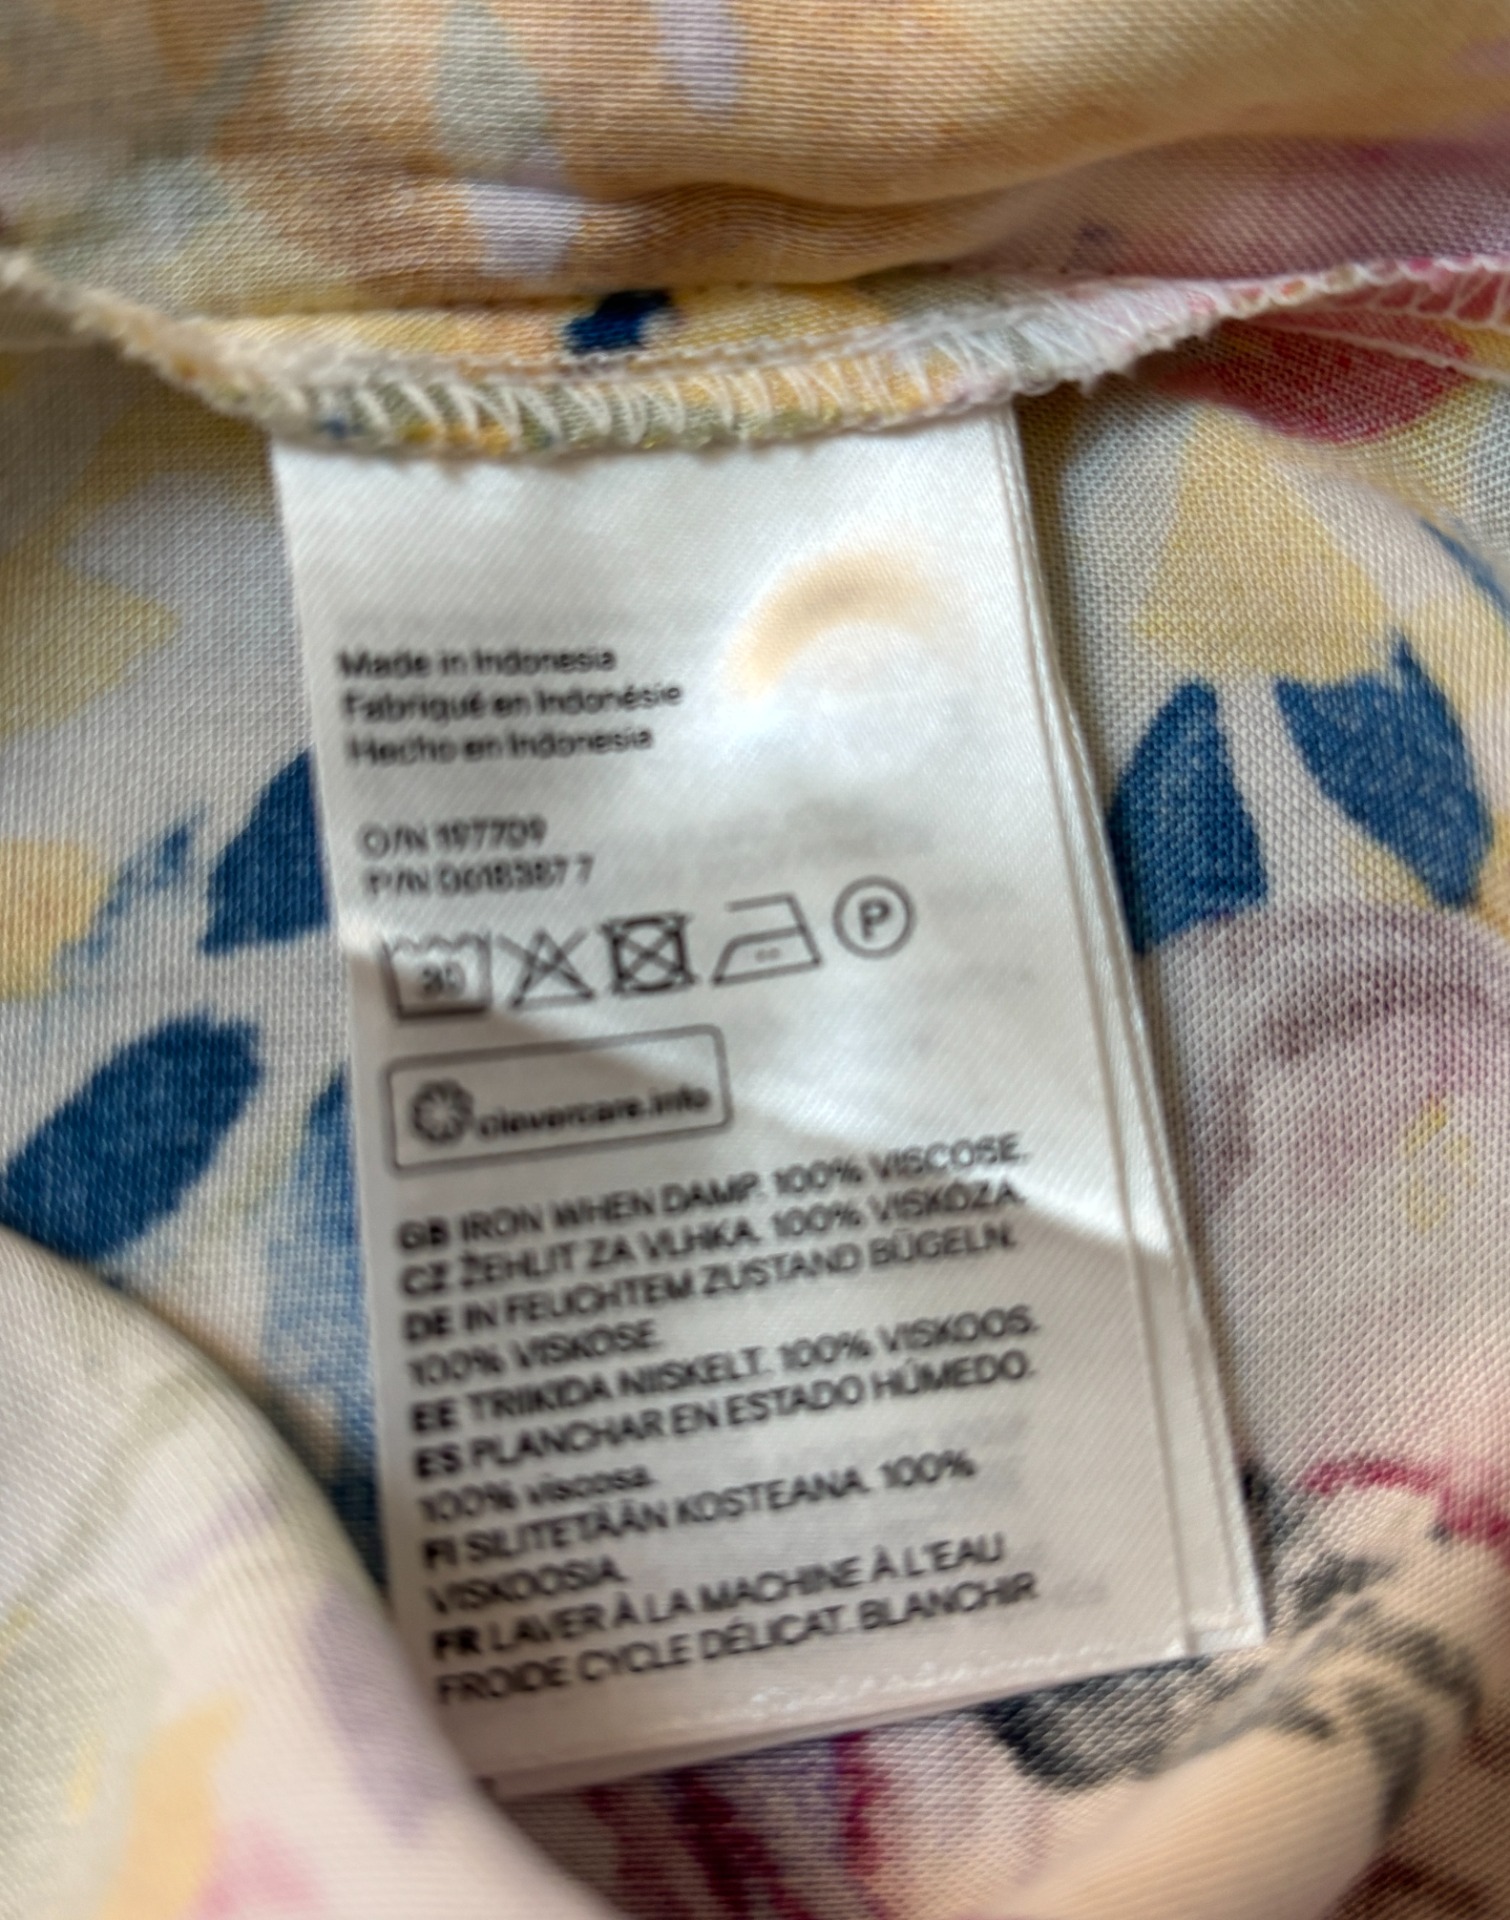 Made in Indonesia
Fabriqué en Indonésie
Hecho en Indonesia
O/N 197709
P/N 0618387 7
30
P
clevercare.info
GB IRON WHEN DAMP. 100% VISCOSE.
CZ ŽEHLIT ZA VLHKA. 100% VISKÓZA.
DE IN FEUCHTEM ZUSTAND BÜGELN.
100% VISKOSE.
EE TRIIKIDA NIISKELT. 100% VISKOOS.
ES PLANCHAR EN ESTADO HÚMEDO.
100% viscosa.
FI SILITETÄÄN KOSTEANA. 100%
VISKOOSIA.
FR LAVER À LA MACHINE À L'EAU
FROIDE CYCLE DÉLICAT. BLANCHIR